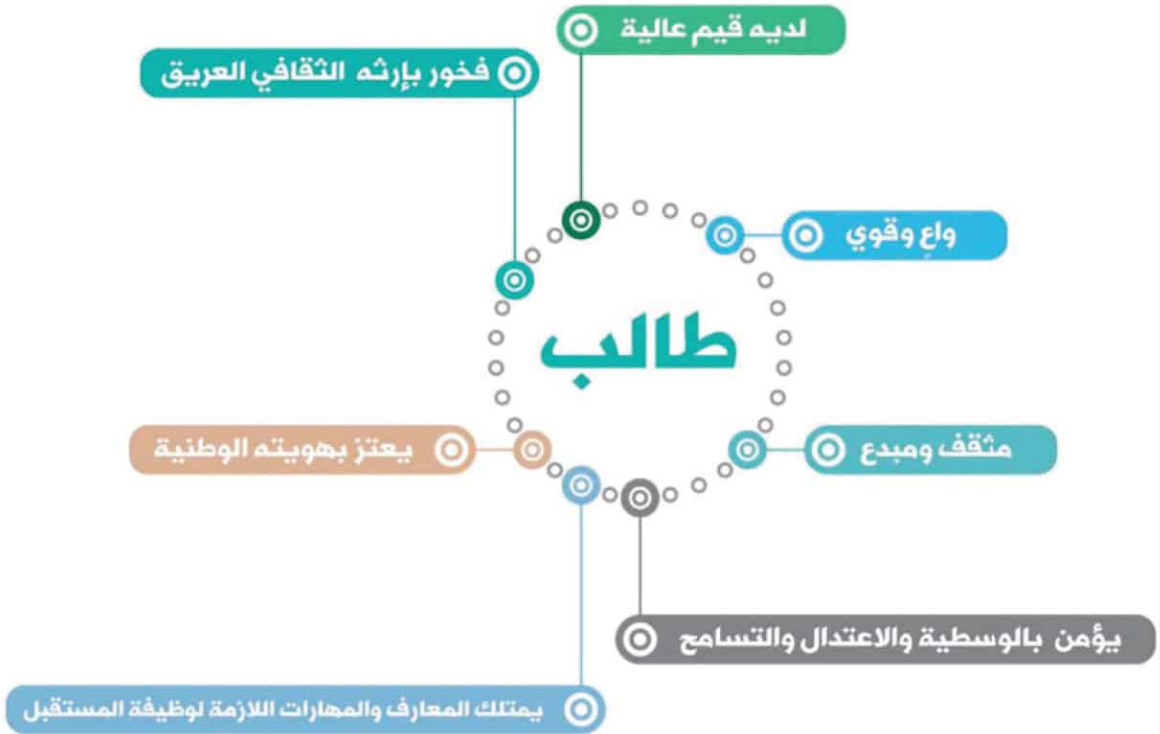 لديه قيم عالية
فخور بإرثه الثقافي العريق
واعٍ وقوي
طالب
مثقف ومبدع
يعتز بهويته الوطنية
يؤمن بالوسطية والاعتدال والتسامح
يمتلك المعارف والمهارات اللازمة لوظيفة المستقبل